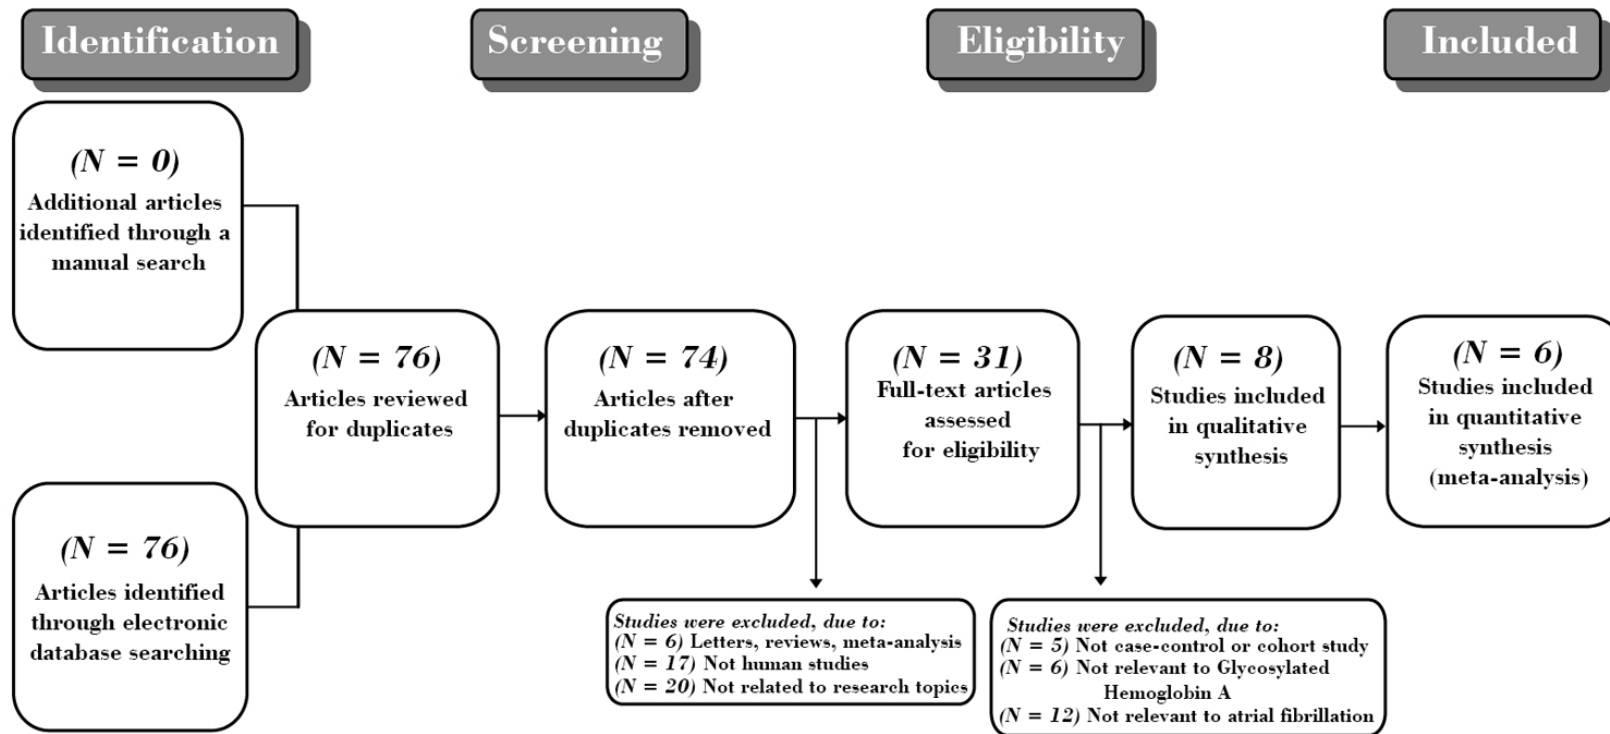 Identification
Screening
Eligibility
Included
(N = 0)
Additional articles
identified through a
manual search
(N = 76)
Articles identified
through electronic
database searching
(N = 76)
Articles reviewed
for duplicates
(N = 74)
Articles after
duplicates removed
(N = 31)
Full-text articles
assessed
for eligibility
(N = 8)
Studies included
in qualitative
synthesis
(N = 6)
Studies included
in quantitative
synthesis
(meta-analysis)
Studies were excluded, due to:
(N = 6) Letters, reviews, meta-analysis
(N = 17) Not human studies
(N = 20) Not related to research topics
Studies were excluded, due to:
(N = 5) Not case-control or cohort study
(N = 6) Not relevant to Glycosylated
Hemoglobin A
(N = 12) Not relevant to atrial fibrillation